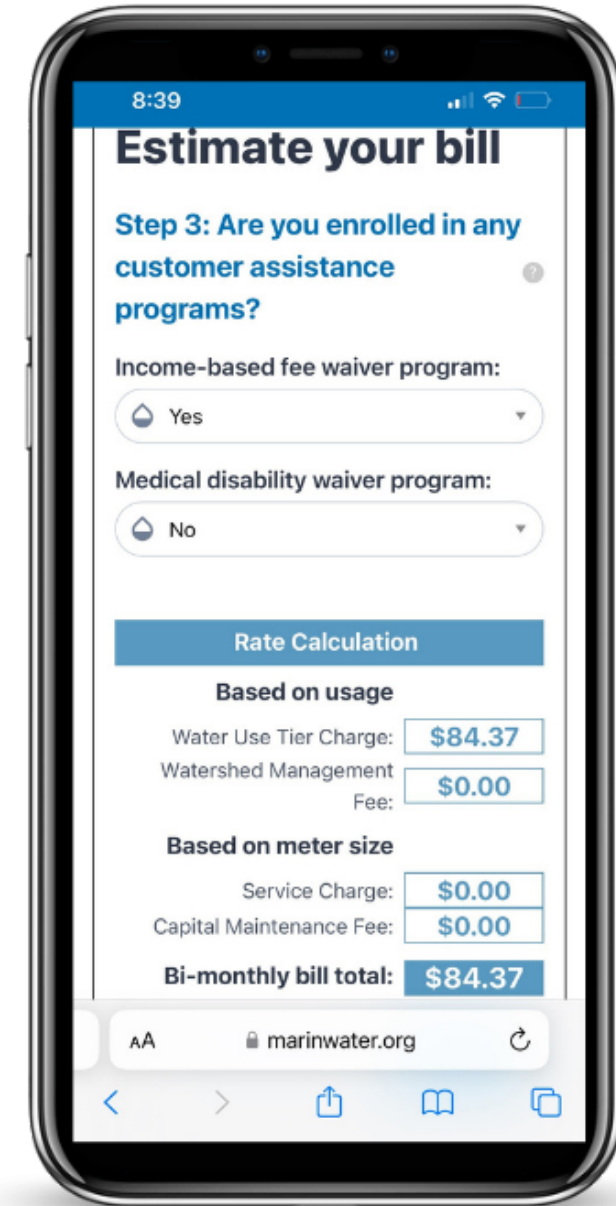 8:39
Estimate your bill
Step 3: Are you enrolled in any
customer assistance
programs?
?
Income-based fee waiver program:
Yes
Medical disability waiver program:
No
Rate Calculation
Based on usage
Water Use Tier Charge: $84.37
Watershed Management
Fee: $0.00
Based on meter size
Service Charge: $0.00
Capital Maintenance Fee: $0.00
Bi-monthly bill total: $84.37
AA marinwater.org